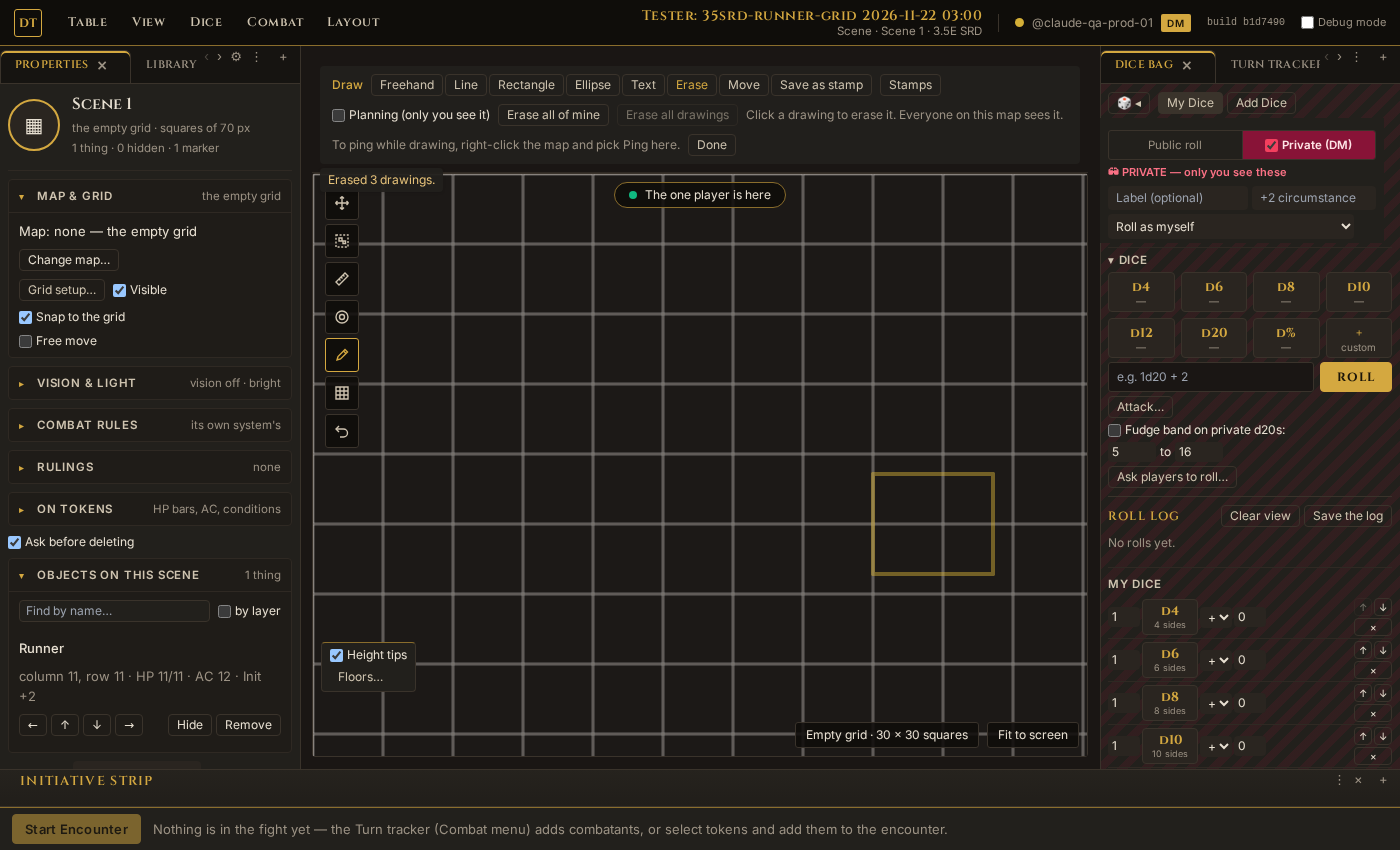 DT TABLE VIEW DICE COMBAT LAYOUT
TESTER: 35SRD-RUNNER-GRID 2026-11-22 03:00
Scene · Scene 1 · 3.5E SRD
@claude-qa-prod-01 DM build b1d7490 Debug mode
PROPERTIES × LIBRARY
SCENE 1
the empty grid · squares of 70 px
1 thing · 0 hidden · 1 marker
MAP & GRID the empty grid
Map: none — the empty grid
Change map...
Grid setup... Visible
Snap to the grid
Free move
VISION & LIGHT vision off · bright
COMBAT RULES its own system's
RULINGS none
ON TOKENS HP bars, AC, conditions
Ask before deleting
OBJECTS ON THIS SCENE 1 thing
Find by name... by layer
Runner
column 11, row 11 · HP 11/11 · AC 12 · Init
+2
← ↑ ↓ → Hide Remove
Draw Freehand Line Rectangle Ellipse Text Erase Move Save as stamp Stamps
Planning (only you see it) Erase all of mine Erase all drawings Click a drawing to erase it. Everyone on this map sees it.
To ping while drawing, right-click the map and pick Ping here. Done
Erased 3 drawings.
The one player is here
Height tips
Floors...
Empty grid · 30 × 30 squares Fit to screen
DICE BAG × TURN TRACKER
My Dice Add Dice
Public roll Private (DM)
PRIVATE — only you see these
Label (optional) +2 circumstance
Roll as myself
DICE
D4 D6 D8 D10
— — — —
D12 D20 D% +
— — — custom
e.g. 1d20 + 2 ROLL
Attack...
Fudge band on private d20s:
5 to 16
Ask players to roll...
ROLL LOG Clear view Save the log
No rolls yet.
MY DICE
1 D4 + 0
4 sides
1 D6 + 0
6 sides
1 D8 + 0
8 sides
1 D10 + 0
10 sides
INITIATIVE STRIP
Start Encounter Nothing is in the fight yet — the Turn tracker (Combat menu) adds combatants, or select tokens and add them to the encounter.